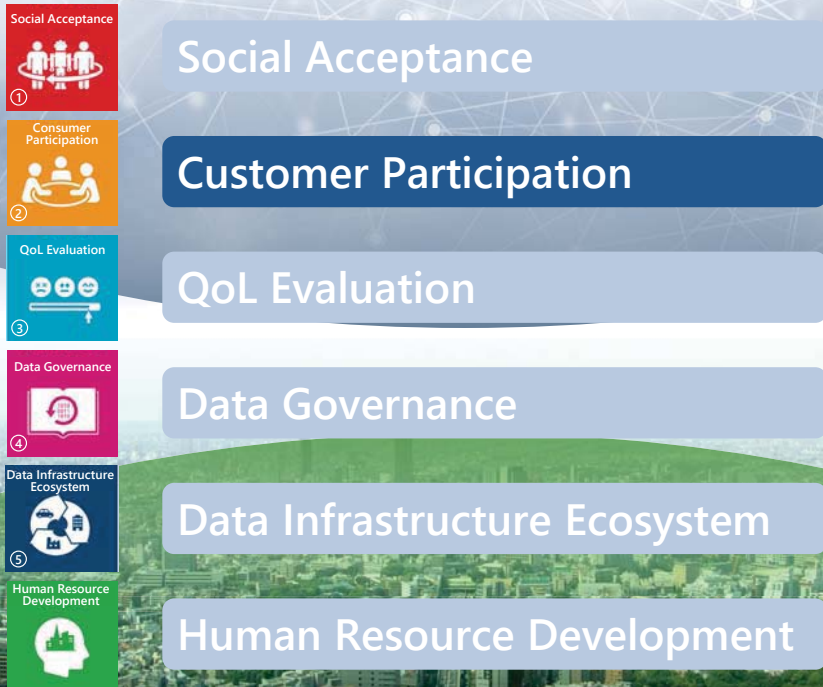 Social Acceptance
①
Social Acceptance
Consumer
Participation
②
Customer Participation
QoL Evaluation
③
QoL Evaluation
Data Governance
④
Data Governance
Data Infrastructure
Ecosystem
⑤
Data Infrastructure Ecosystem
Human Resource
Development
Human Resource Development